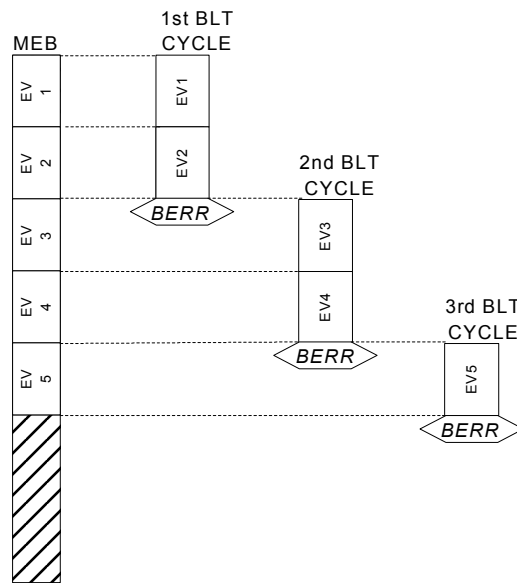 1st BLT
CYCLE
MEB
EV 1
EV1
EV 2
EV2
BERR
2nd BLT
CYCLE
EV 3
EV3
EV 4
EV4
BERR
3rd BLT
CYCLE
EV 5
EV5
BERR